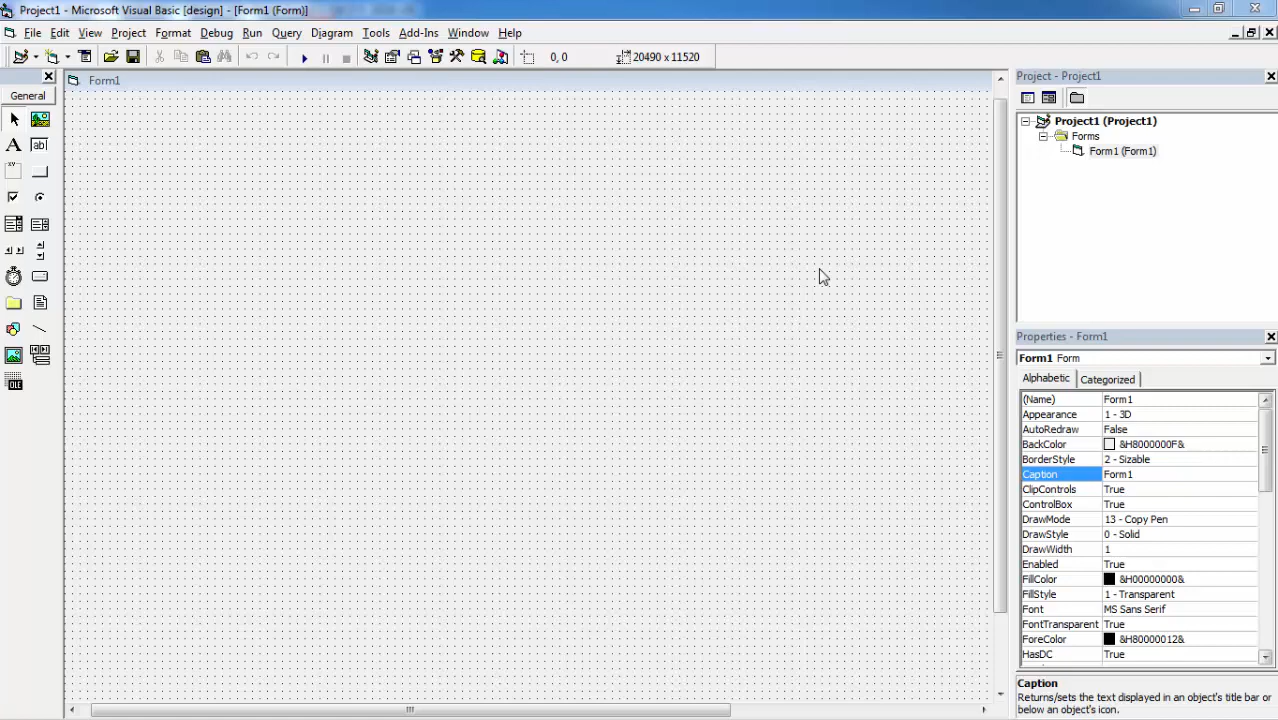 Project1 - Microsoft Visual Basic [design] - [Form1 (Form)]
File Edit View Project Format Debug Run Query Diagram Tools Add-Ins Window Help
0, 0 20490 x 11520
General
A ab
xy
OLE
Form1
Project - Project1
Project1 (Project1)
Forms
Form1 (Form1)
Properties - Form1
Form1 Form
Alphabetic Categorized
(Name) Form1
Appearance 1 - 3D
AutoRedraw False
BackColor &H8000000F&
BorderStyle 2 - Sizable
Caption Form1
ClipControls True
ControlBox True
DrawMode 13 - Copy Pen
DrawStyle 0 - Solid
DrawWidth 1
Enabled True
FillColor &H00000000&
FillStyle 1 - Transparent
Font MS Sans Serif
FontTransparent True
ForeColor &H80000012&
HasDC True
Caption
Returns/sets the text displayed in an object's title bar or
below an object's icon.